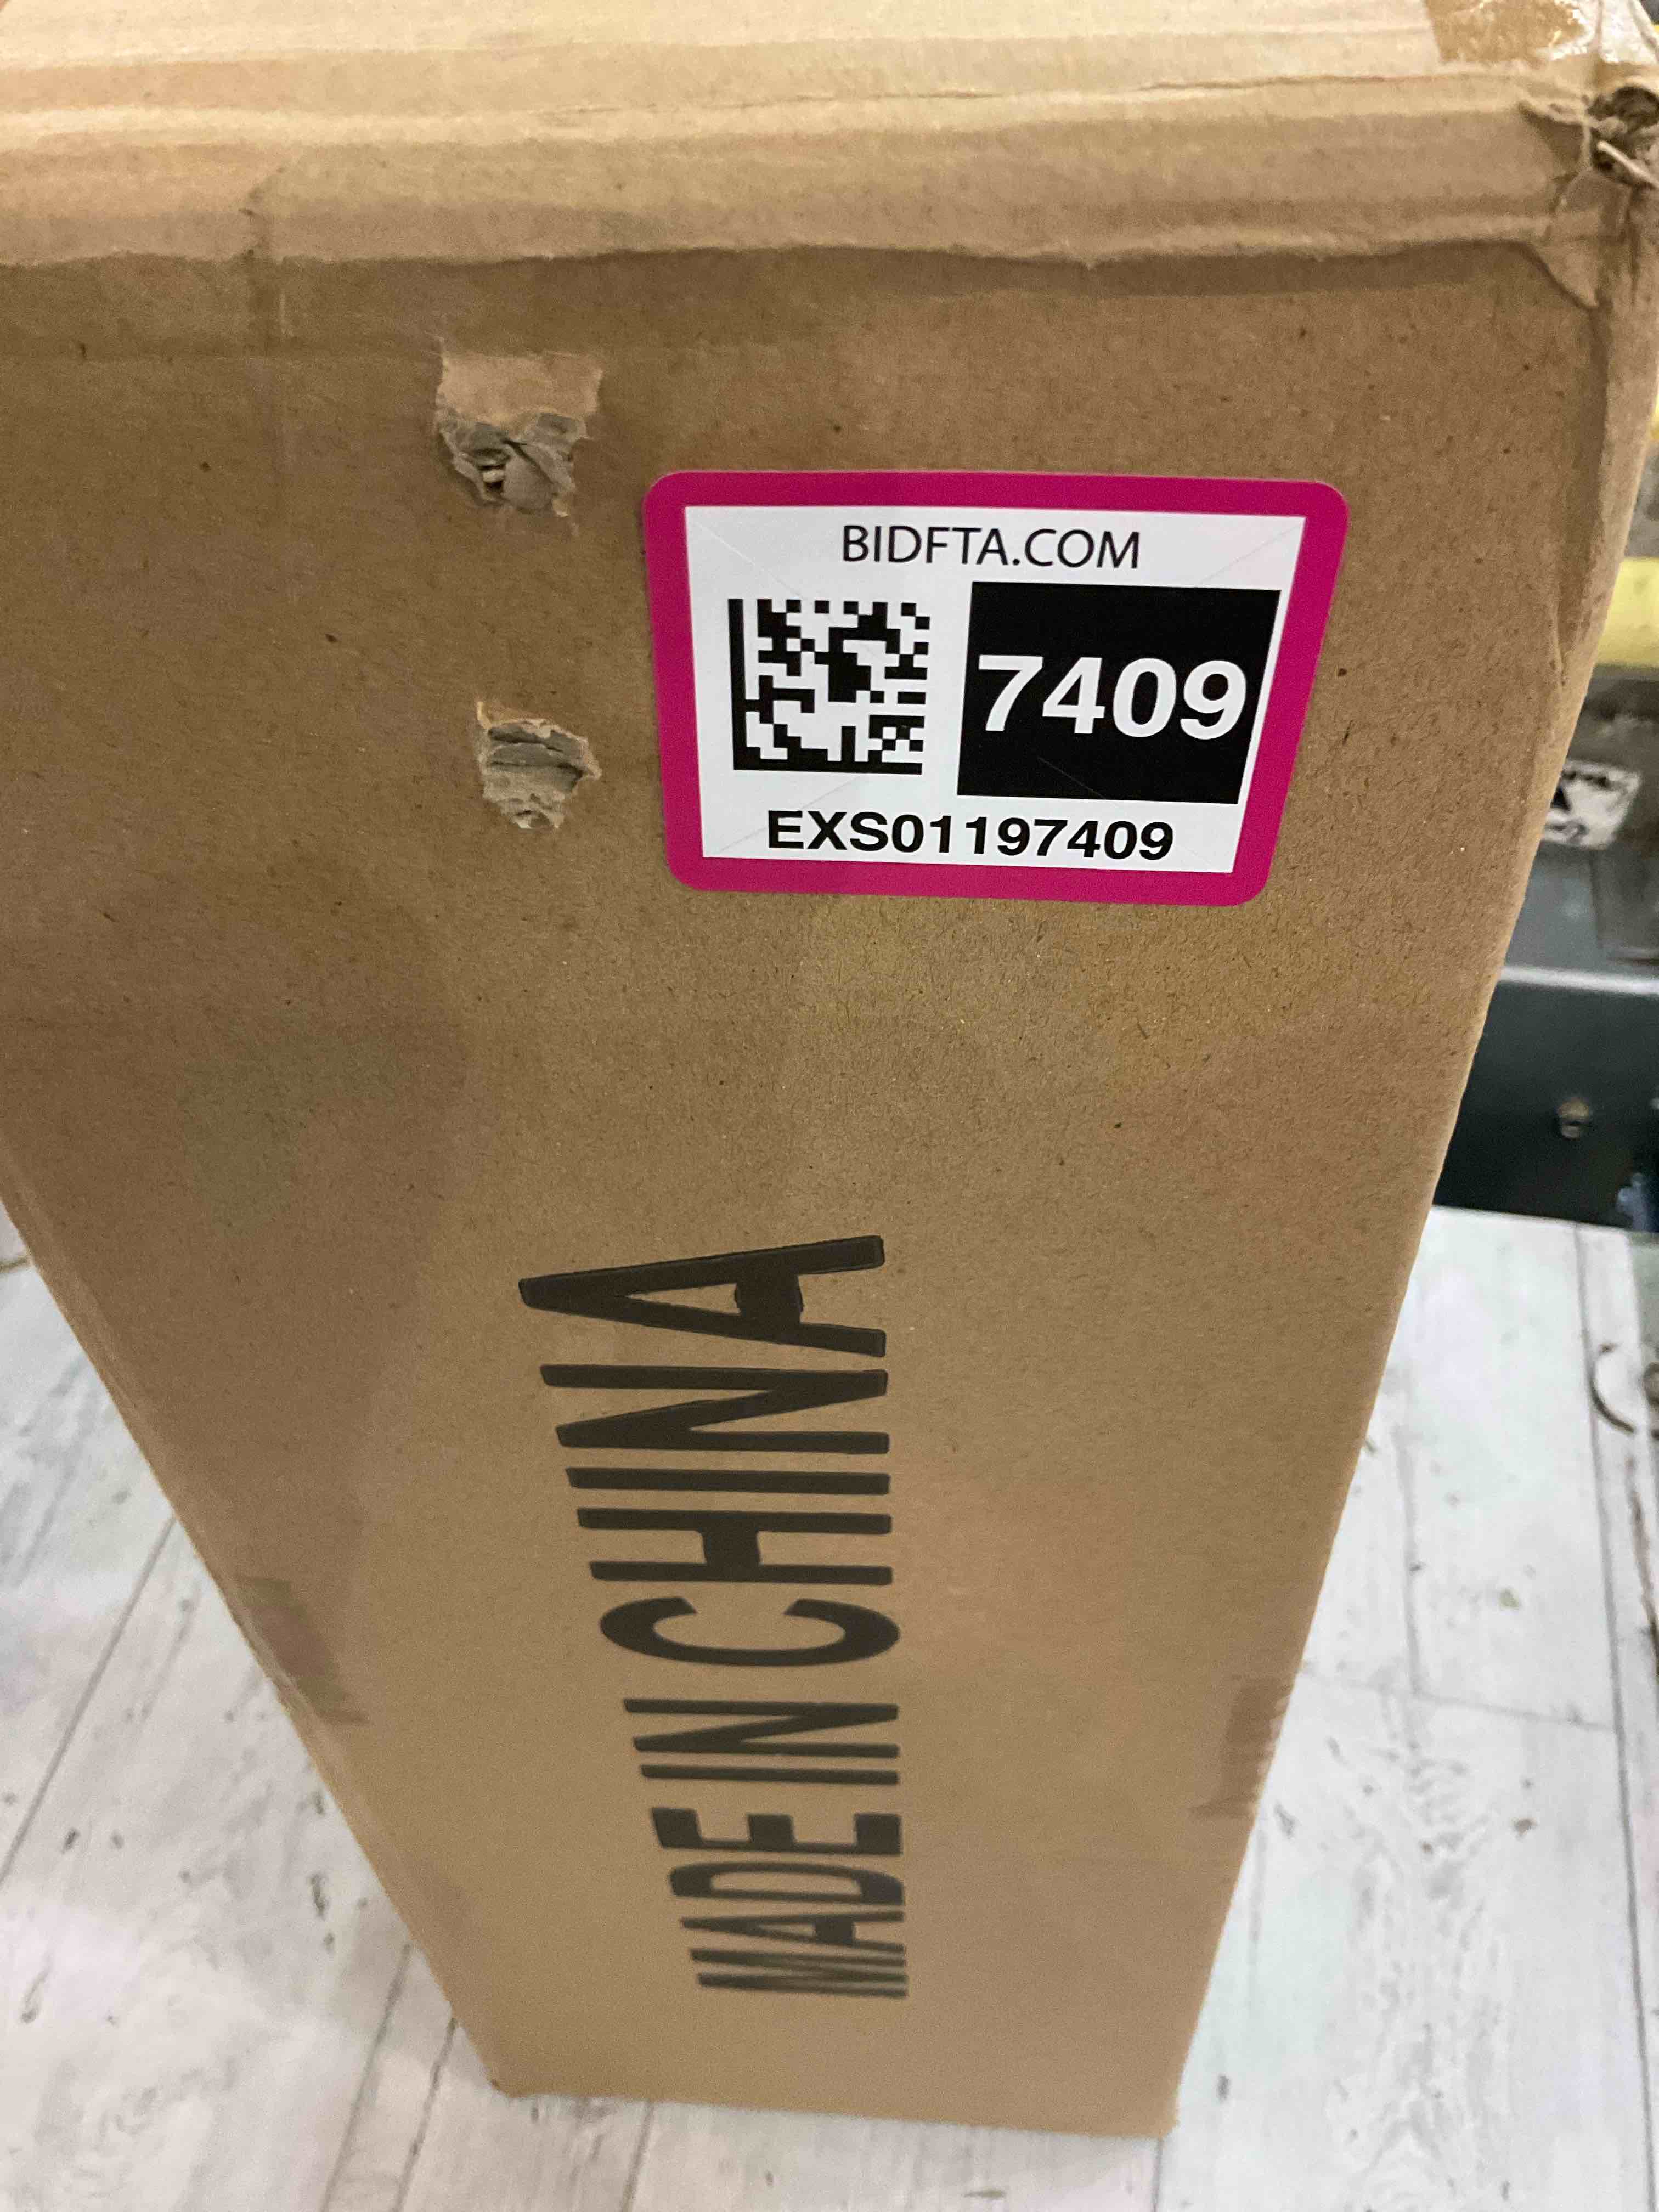 BIDFTA.COM
7409
EXS01197409
MADE IN CHINA